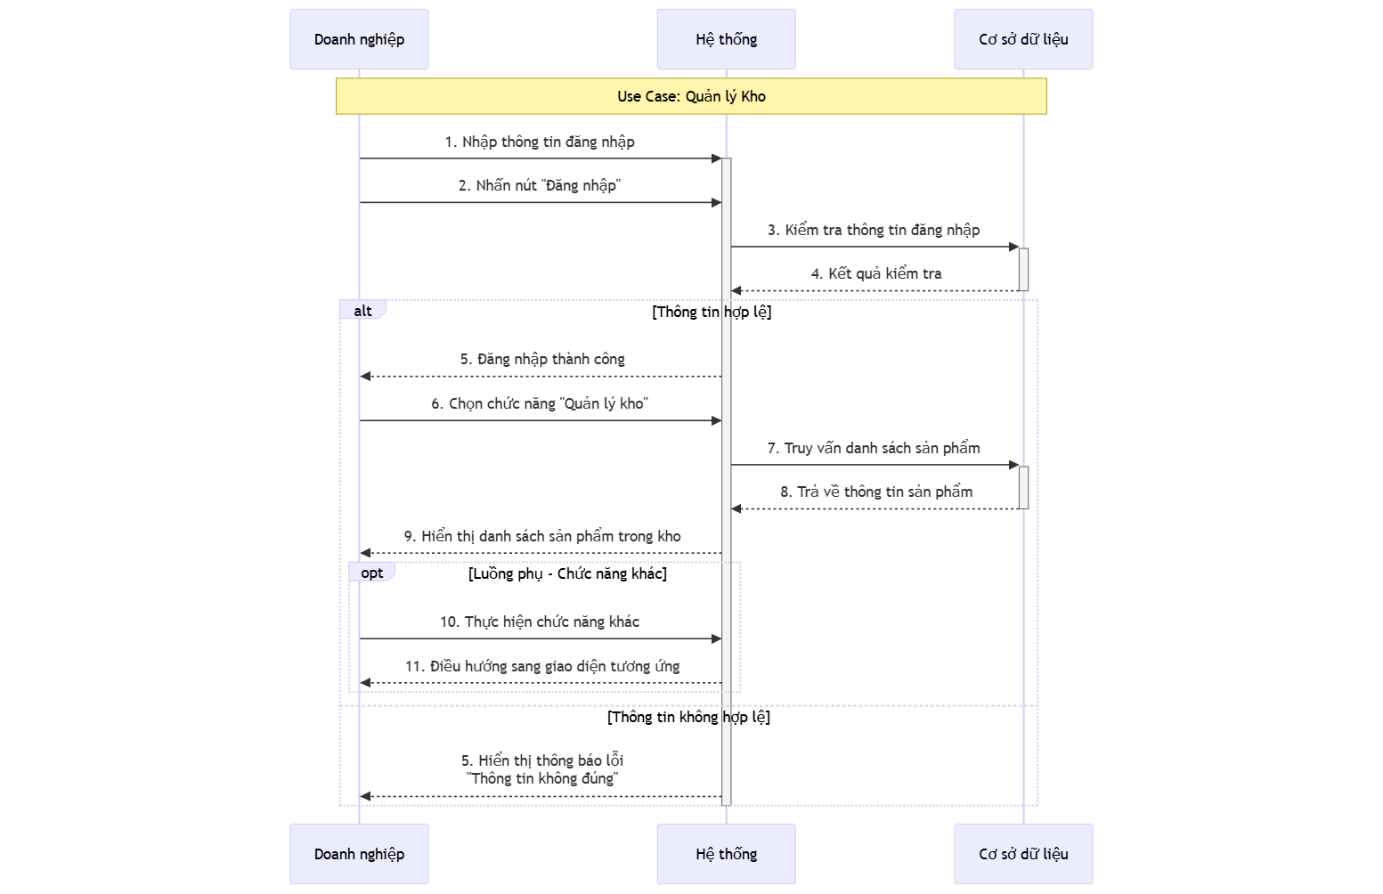 Doanh nghiệp
Hệ thống
Cơ sở dữ liệu
Use Case: Quản lý Kho
1. Nhập thông tin đăng nhập
2. Nhấn nút "Đăng nhập"
3. Kiểm tra thông tin đăng nhập
4. Kết quả kiểm tra
alt
[Thông tin hợp lệ]
5. Đăng nhập thành công
6. Chọn chức năng "Quản lý kho"
7. Truy vấn danh sách sản phẩm
8. Trả về thông tin sản phẩm
9. Hiển thị danh sách sản phẩm trong kho
opt
[Luồng phụ - Chức năng khác]
10. Thực hiện chức năng khác
11. Điều hướng sang giao diện tương ứng
[Thông tin không hợp lệ]
5. Hiển thị thông báo lỗi
"Thông tin không đúng"
Doanh nghiệp
Hệ thống
Cơ sở dữ liệu